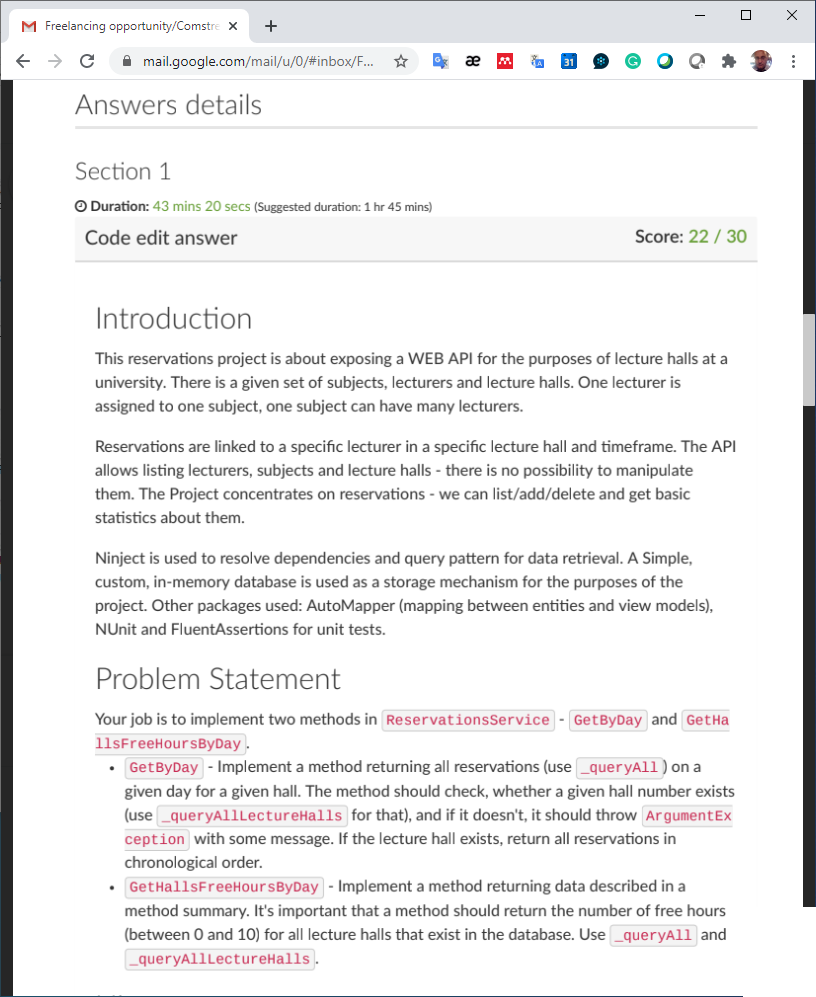 Freelancing opportunity/Comstre
mail.google.com/mail/u/0/#inbox/F...
æ
31
Answers details
Section 1
Duration: 43 mins 20 secs (Suggested duration: 1 hr 45 mins)
Code edit answer Score: 22 / 30
Introduction
This reservations project is about exposing a WEB API for the purposes of lecture halls at a
university. There is a given set of subjects, lecturers and lecture halls. One lecturer is
assigned to one subject, one subject can have many lecturers.
Reservations are linked to a specific lecturer in a specific lecture hall and timeframe. The API
allows listing lecturers, subjects and lecture halls - there is no possibility to manipulate
them. The Project concentrates on reservations - we can list/add/delete and get basic
statistics about them.
Ninject is used to resolve dependencies and query pattern for data retrieval. A Simple,
custom, in-memory database is used as a storage mechanism for the purposes of the
project. Other packages used: AutoMapper (mapping between entities and view models),
NUnit and FluentAssertions for unit tests.
Problem Statement
Your job is to implement two methods in ReservationsService - GetByDay and GetHa
llsFreeHoursByDay.
• GetByDay - Implement a method returning all reservations (use _queryAll) on a
given day for a given hall. The method should check, whether a given hall number exists
(use _queryAllLectureHalls for that), and if it doesn't, it should throw ArgumentEx
ception with some message. If the lecture hall exists, return all reservations in
chronological order.
• GetHallsFreeHoursByDay - Implement a method returning data described in a
method summary. It's important that a method should return the number of free hours
(between 0 and 10) for all lecture halls that exist in the database. Use _queryAll and
_queryAllLectureHalls.